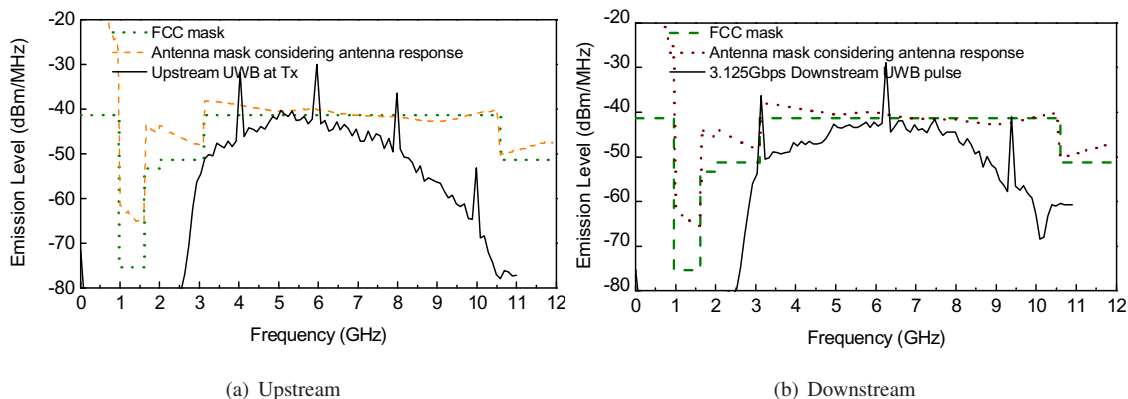 -20
-30
-40
-50
-60
-70
-80
Emission Level (dBm/MHz)
FCC mask
Antenna mask considering antenna response
Upstream UWB at Tx
0 1 2 3 4 5 6 7 8 9 10 11 12
Frequency (GHz)
(a) Upstream
-20
-30
-40
-50
-60
-70
-80
Emission Level (dBm/MHz)
FCC mask
Antenna mask considering antenna response
3.125Gbps Downstream UWB pulse
0 1 2 3 4 5 6 7 8 9 10 11 12
Frequency (GHz)
(b) Downstream